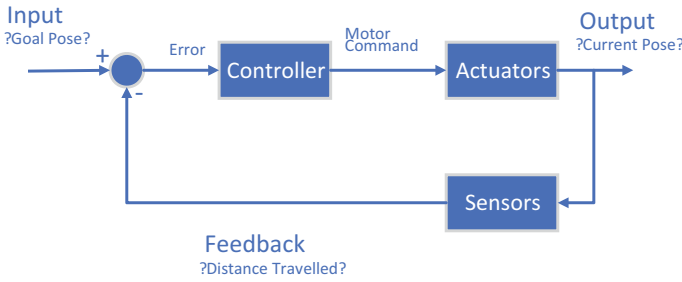 Input
?Goal Pose?
+
-
Error
Controller
Motor
Command
Actuators
Output
?Current Pose?
Sensors
Feedback
?Distance Travelled?